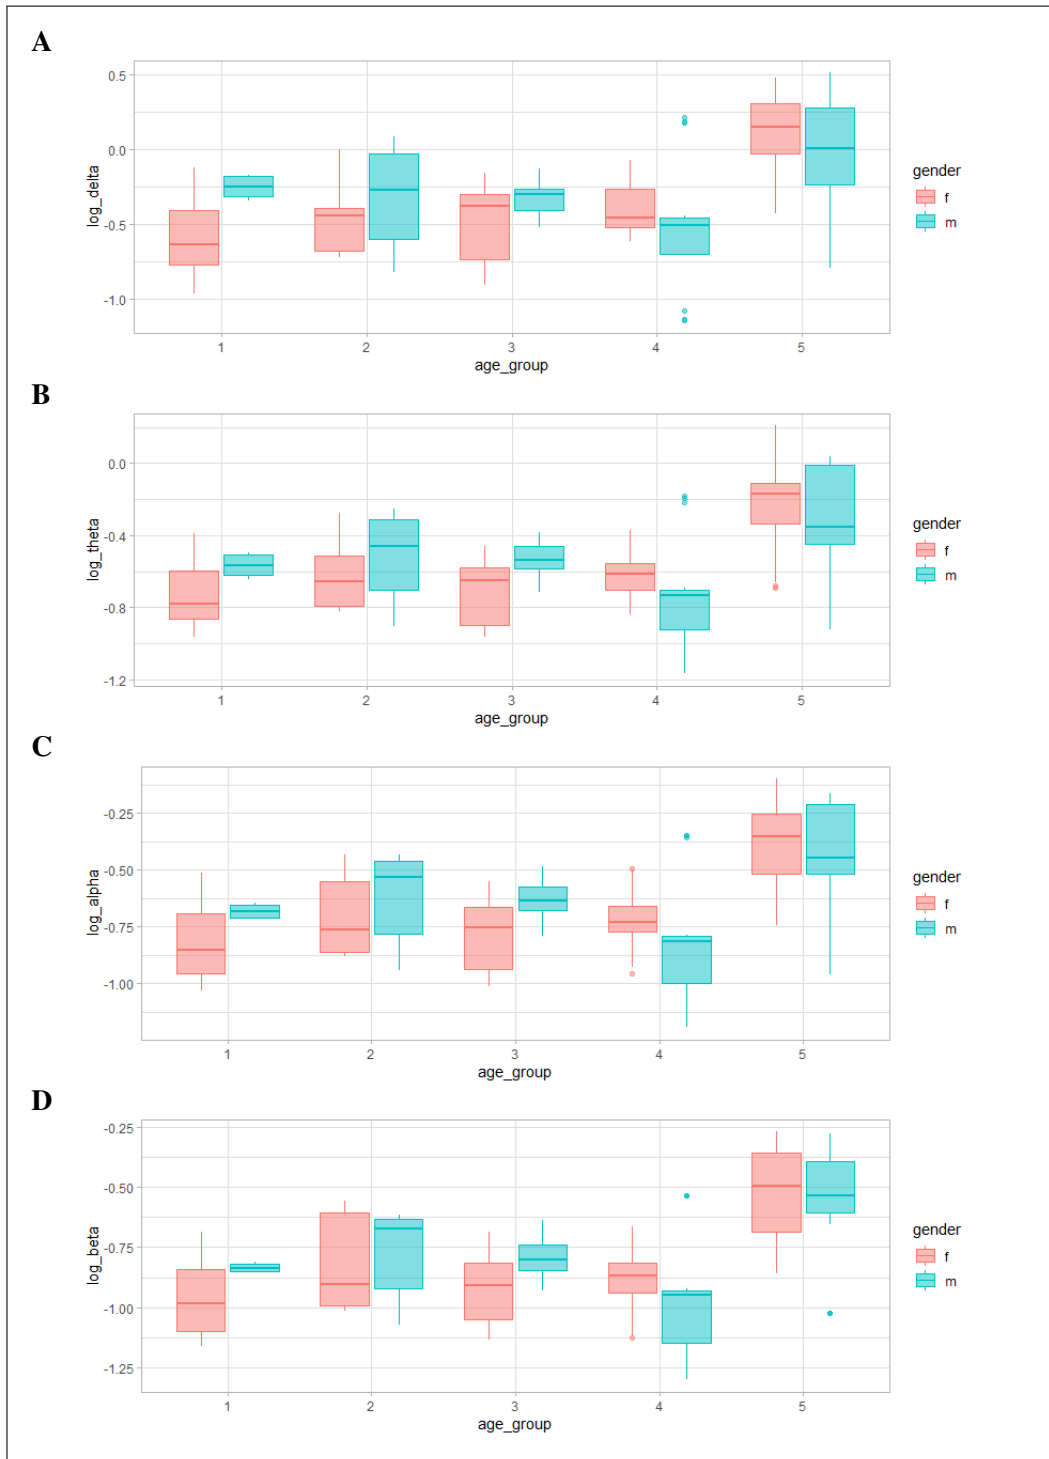 A
0.5
0.0
-0.5
-1.0
log_delta
1 2 3 4 5
age_group
gender
f
m
B
0.0
-0.4
-0.8
-1.2
log_theta
1 2 3 4 5
age_group
gender
f
m
C
-0.25
-0.50
-0.75
-1.00
log_alpha
1 2 3 4 5
age_group
gender
f
m
D
-0.25
-0.50
-0.75
-1.00
-1.25
log_beta
1 2 3 4 5
age_group
gender
f
m